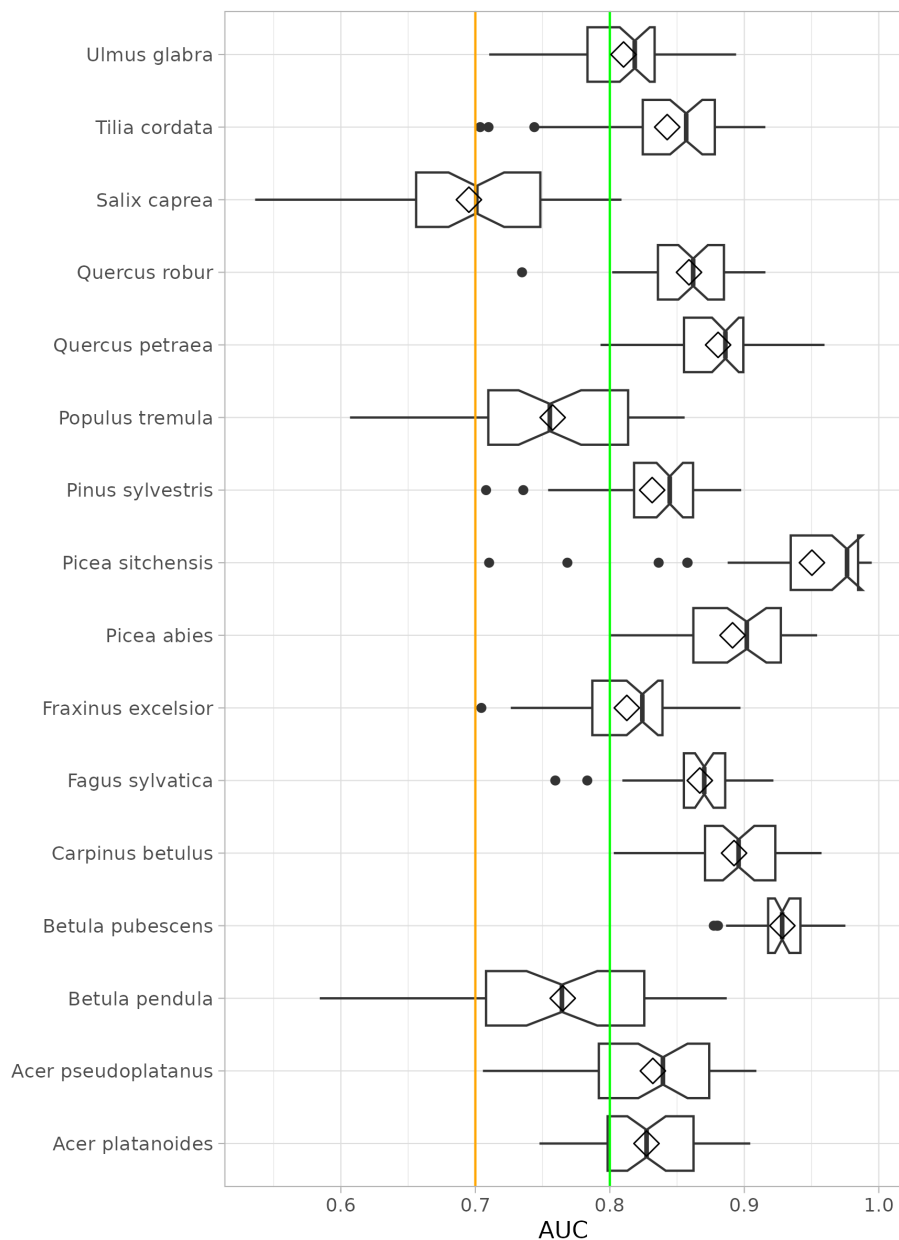 Ulmus glabra
Tilia cordata
Salix caprea
Quercus robur
Quercus petraea
Populus tremula
Pinus sylvestris
Picea sitchensis
Picea abies
Fraxinus excelsior
Fagus sylvatica
Carpinus betulus
Betula pubescens
Betula pendula
Acer pseudoplatanus
Acer platanoides
0.6 0.7 0.8 0.9 1.0
AUC